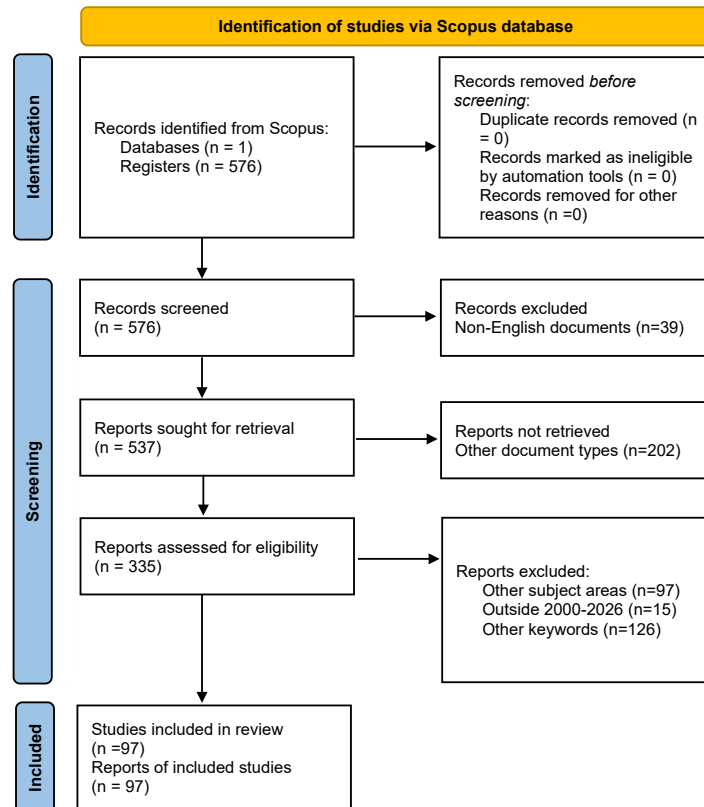 Identification of studies via Scopus database
Identification
Records identified from Scopus:
Databases (n = 1)
Registers (n = 576)
Records removed before
screening:
Duplicate records removed (n
= 0)
Records marked as ineligible
by automation tools (n = 0)
Records removed for other
reasons (n =0)
Screening
Records screened
(n = 576)
Records excluded
Non-English documents (n=39)
Reports sought for retrieval
(n = 537)
Reports not retrieved
Other document types (n=202)
Reports assessed for eligibility
(n = 335)
Reports excluded:
Other subject areas (n=97)
Outside 2000-2026 (n=15)
Other keywords (n=126)
Included
Studies included in review
(n =97)
Reports of included studies
(n = 97)